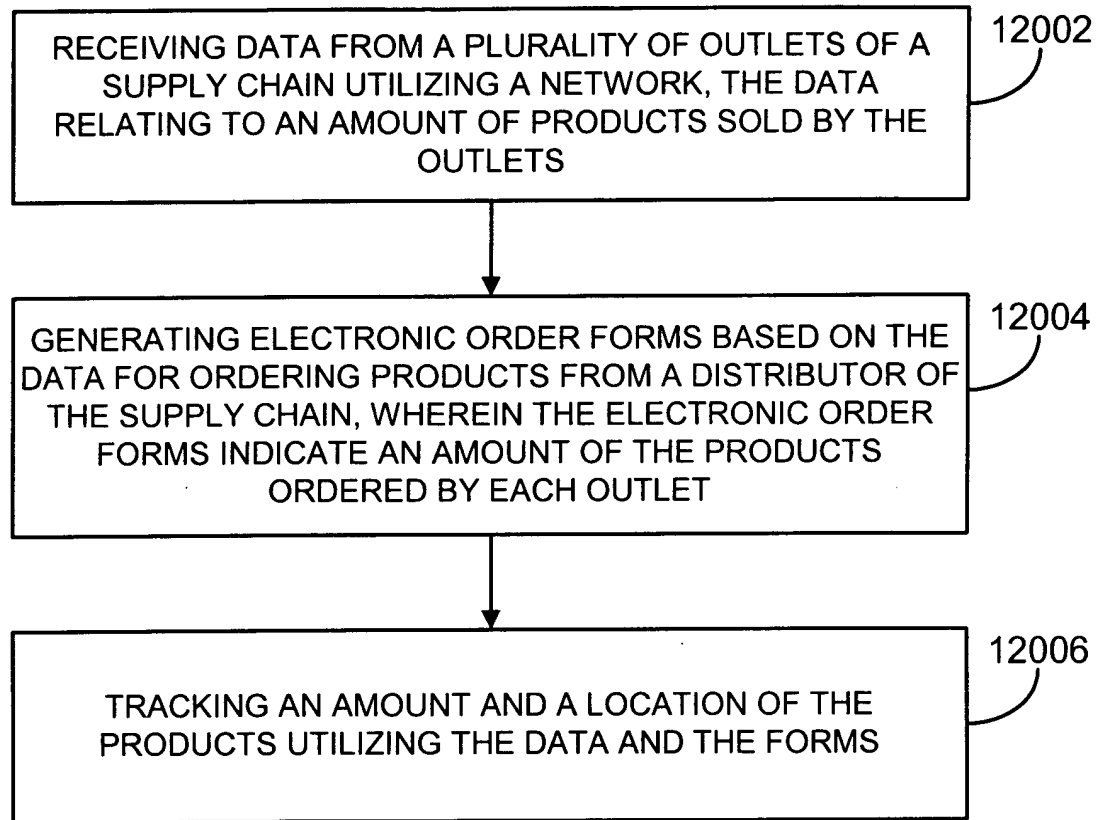 RECEIVING DATA FROM A PLURALITY OF OUTLETS OF A
SUPPLY CHAIN UTILIZING A NETWORK, THE DATA
RELATING TO AN AMOUNT OF PRODUCTS SOLD BY THE
OUTLETS
12002
GENERATING ELECTRONIC ORDER FORMS BASED ON THE
DATA FOR ORDERING PRODUCTS FROM A DISTRIBUTOR OF
THE SUPPLY CHAIN, WHEREIN THE ELECTRONIC ORDER
FORMS INDICATE AN AMOUNT OF THE PRODUCTS
ORDERED BY EACH OUTLET
12004
TRACKING AN AMOUNT AND A LOCATION OF THE
PRODUCTS UTILIZING THE DATA AND THE FORMS
12006